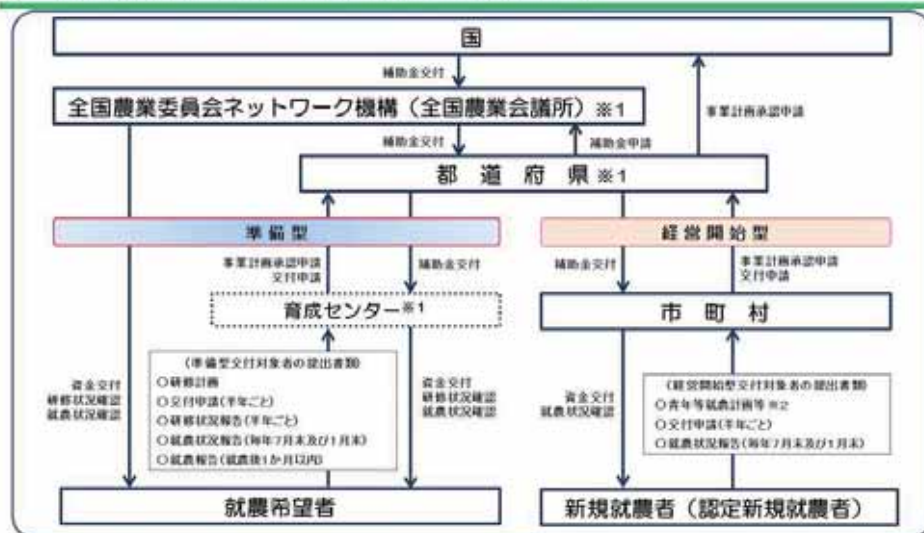 国
補助金交付
全国農業委員会ネットワーク機構（全国農業会議所）※1
事業計画承認申請
補助金交付
補助金申請
都 道 府 県 ※1
準 備 型
経 営 開 始 型
事業計画承認申請
交付申請
補助金交付
補助金交付
事業計画承認申請
交付申請
育成センター※1
市 町 村
（準備型交付対象者の提出書類）
○研修計画
○交付申請（半年ごと）
○研修状況報告（半年ごと）
○就農状況報告（毎年7月末及び1月末）
○就農報告（就農後1か月以内）
資金交付
研修状況確認
就農状況確認
資金交付
研修状況確認
就農状況確認
資金交付
就農状況確認
（経営開始型交付対象者の提出書類）
○青年等就農計画等 ※2
○交付申請（半年ごと）
○就農状況報告（毎年7月末及び1月末）
就農希望者
新規就農者（認定新規就農者）